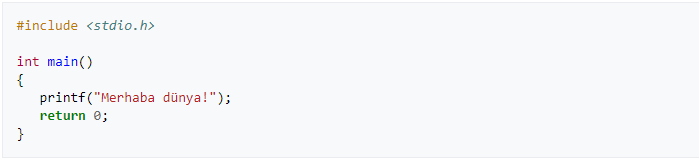 #include <stdio.h>
int main()
{
printf("Merhaba dünya!");
return 0;
}